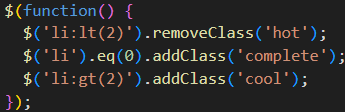 $(function() {
  $('li:lt(2)').removeClass('hot');
  $('li').eq(0).addClass('complete');
  $('li:gt(2)').addClass('cool');
});